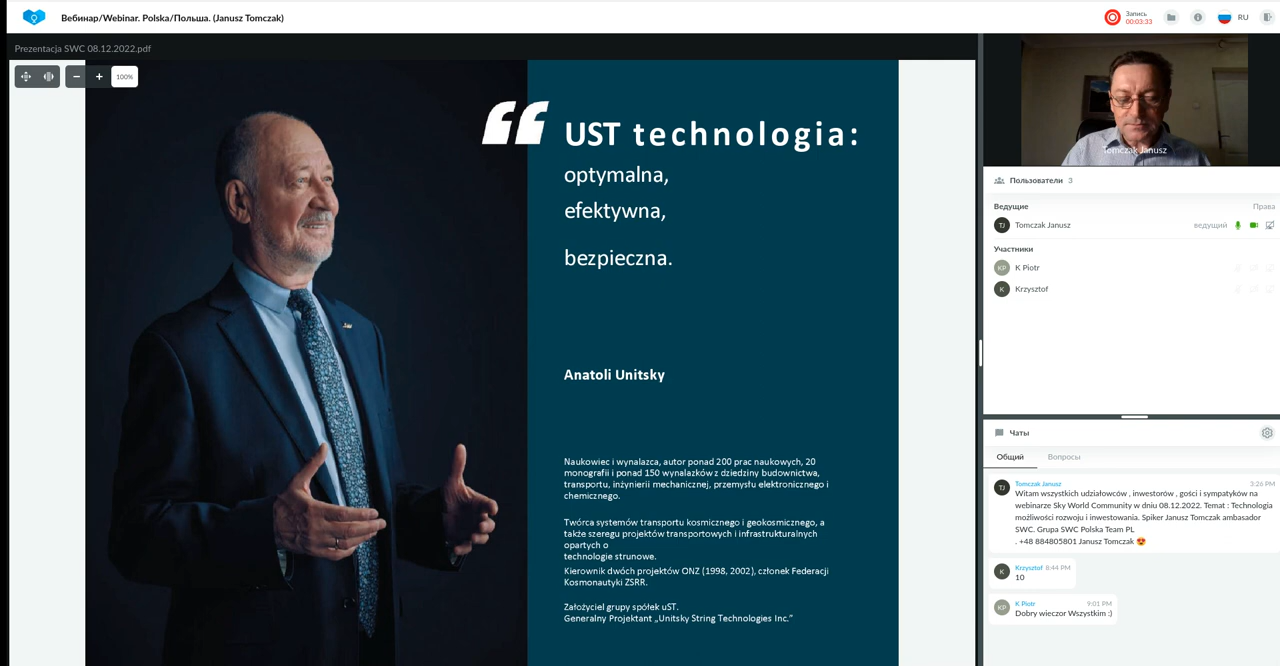 Вебинар/Webinar. Polska/Польша. (Janusz Tomczak)
Запись
00:03:33
RU
Prezentacja SWC 08.12.2022.pdf
100%
UST technologia:
optymalna,
efektywna,
bezpieczna.
Anatoli Unitsky
Naukowiec i wynalazca, autor ponad 200 prac naukowych, 20
monografii i ponad 150 wynalazków z dziedziny budownictwa,
transportu, inżynierii mechanicznej, przemysłu elektronicznego i
chemicznego.
Twórca systemów transportu kosmicznego i geokosmicznego, a
także szeregu projektów transportowych i infrastrukturalnych
opartych o
technologie strunowe.
Kierownik dwóch projektów ONZ (1998, 2002), członek Federacji
Kosmonautyki ZSRR.
Założyciel grupy spółek uST.
Generalny Projektant „Unitsky String Technologies Inc.”
Tomczak Janusz
Пользователи 3
Ведущие Права
TJ Tomczak Janusz ведущий
Участники
KP K Piotr
K Krzysztof
Чаты
Общий Вопросы
TJ Tomczak Janusz 3:26 PM
Witam wszystkich udziałowców , inwestorów , gości i sympatyków na
webinarze Sky World Community w dniu 08.12.2022. Temat : Technologia
możliwości rozwoju i inwestowania. Spiker Janusz Tomczak ambasador
SWC. Grupa SWC Polska Team PL
. +48 884805801 Janusz Tomczak 😍
K Krzysztof 8:44 PM
10
KP K Piotr 9:01 PM
Dobry wieczor Wszystkim :)